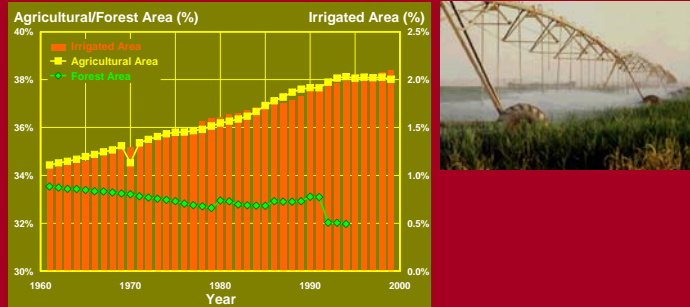 Agricultural/Forest Area (%) Irrigated Area (%)
40% 2.5%
Irrigated Area
Agricultural Area
Forest Area
38% 2.0%
36% 1.5%
34% 1.0%
32% 0.5%
30% 0.0%
1960 1970 1980 1990 2000
Year